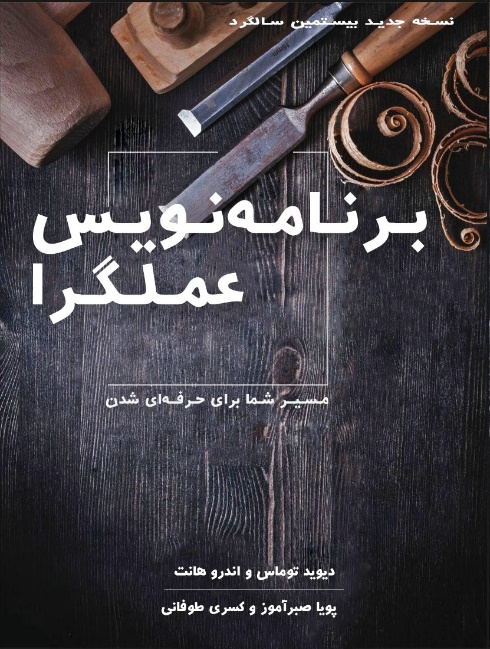 نسخه جدید بیستمین سالگرد
برنامه‌نویس
عملگرا
مسیر شما برای حرفه‌ای شدن
دیوید توماس و اندرو هانت
پویا صبرآموز و کسری طوفانی